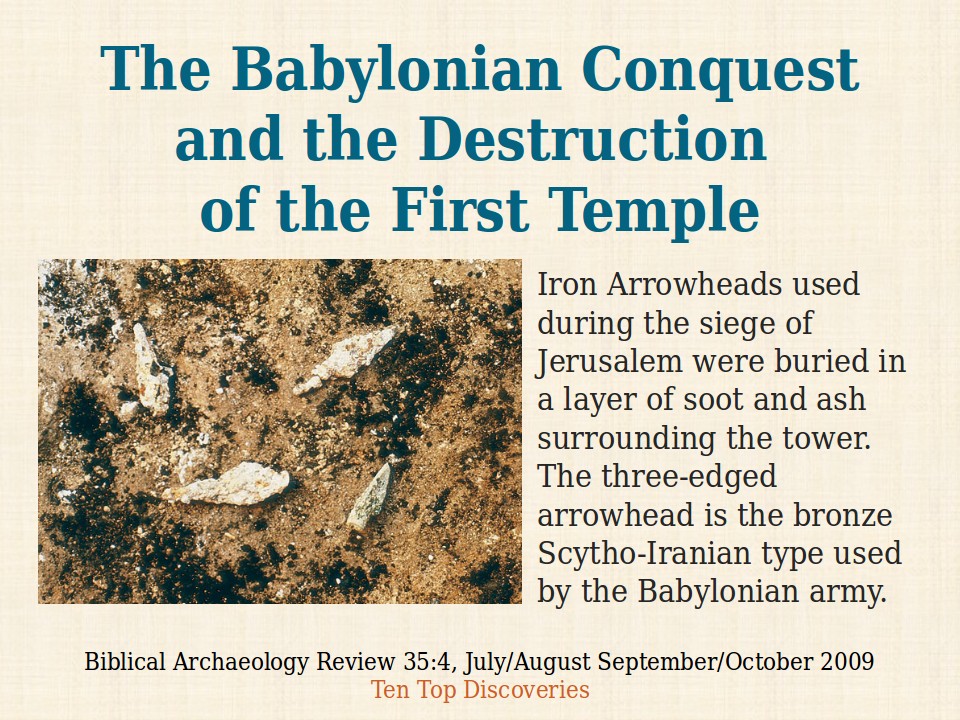 The Babylonian Conquest
and the Destruction
of the First Temple
Iron Arrowheads used
during the siege of
Jerusalem were buried in
a layer of soot and ash
surrounding the tower.
The three-edged
arrowhead is the bronze
Scytho-Iranian type used
by the Babylonian army.
Biblical Archaeology Review 35:4, July/August September/October 2009
Ten Top Discoveries